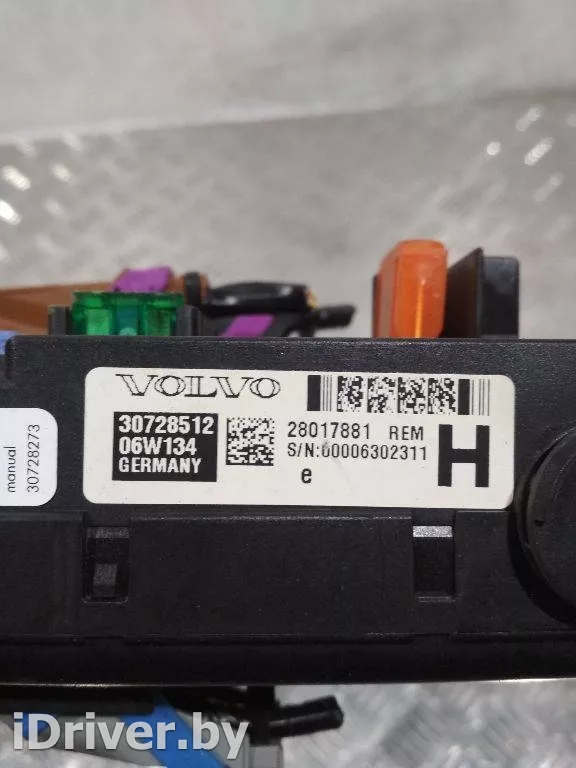 VOLVO
30728512
06W134
GERMANY
28017881 REM
S/N:00006302311
e
H
manual
30728273
iDriver.by